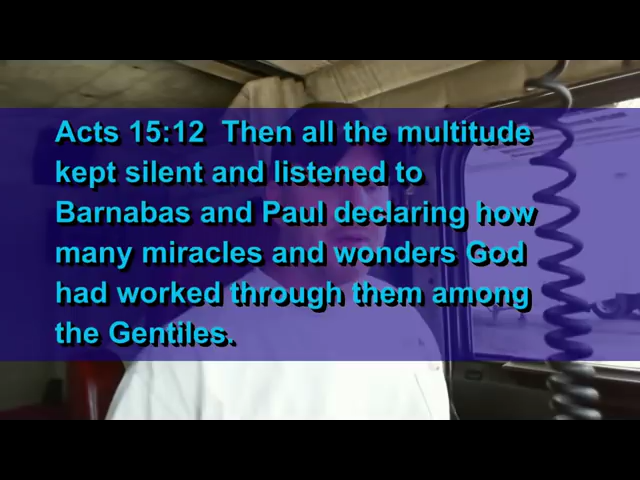 Acts 15:12  Then all the multitude
kept silent and listened to
Barnabas and Paul declaring how
many miracles and wonders God
had worked through them among
the Gentiles.